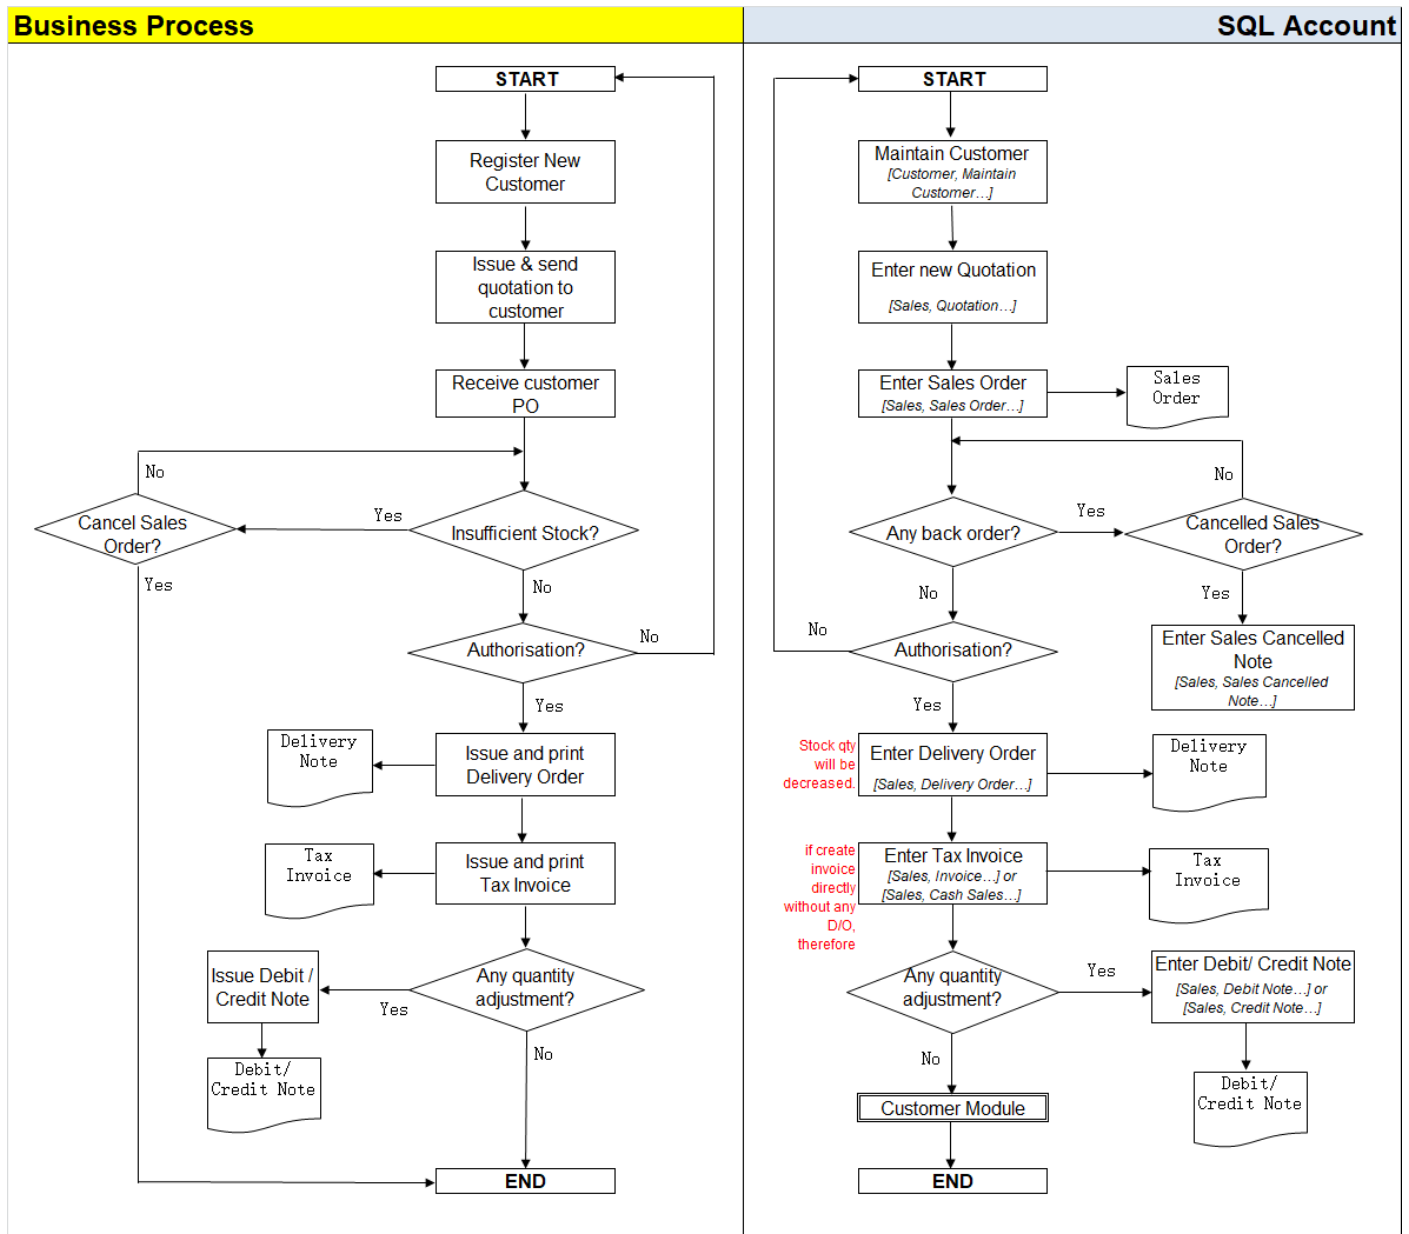 Business Process
START
Register New
Customer
Issue & send
quotation to
customer
Receive customer
PO
No
Cancel Sales
Order?
Yes
Insufficient Stock?
Yes
No
Authorisation?
No
Yes
Delivery
Note
Issue and print
Delivery Order
Tax
Invoice
Issue and print
Tax Invoice
Issue Debit /
Credit Note
Yes
Any quantity
adjustment?
No
Debit/
Credit Note
END
SQL Account
START
Maintain Customer
[Customer, Maintain
Customer...]
Enter new Quotation
[Sales, Quotation...]
Enter Sales Order
[Sales, Sales Order...]
Sales
Order
No
Any back order?
Yes
Cancelled Sales
Order?
No
Yes
No
Authorisation?
Enter Sales Cancelled
Note
[Sales, Sales Cancelled
Note...]
Yes
Stock qty
will be
decreased.
Enter Delivery Order
[Sales, Delivery Order...]
Delivery
Note
if create
invoice
directly
without any
D/O,
therefore
Enter Tax Invoice
[Sales, Invoice...] or
[Sales, Cash Sales...]
Tax
Invoice
Any quantity
adjustment?
Yes
Enter Debit/ Credit Note
[Sales, Debit Note...] or
[Sales, Credit Note...]
No
Debit/
Credit Note
Customer Module
END